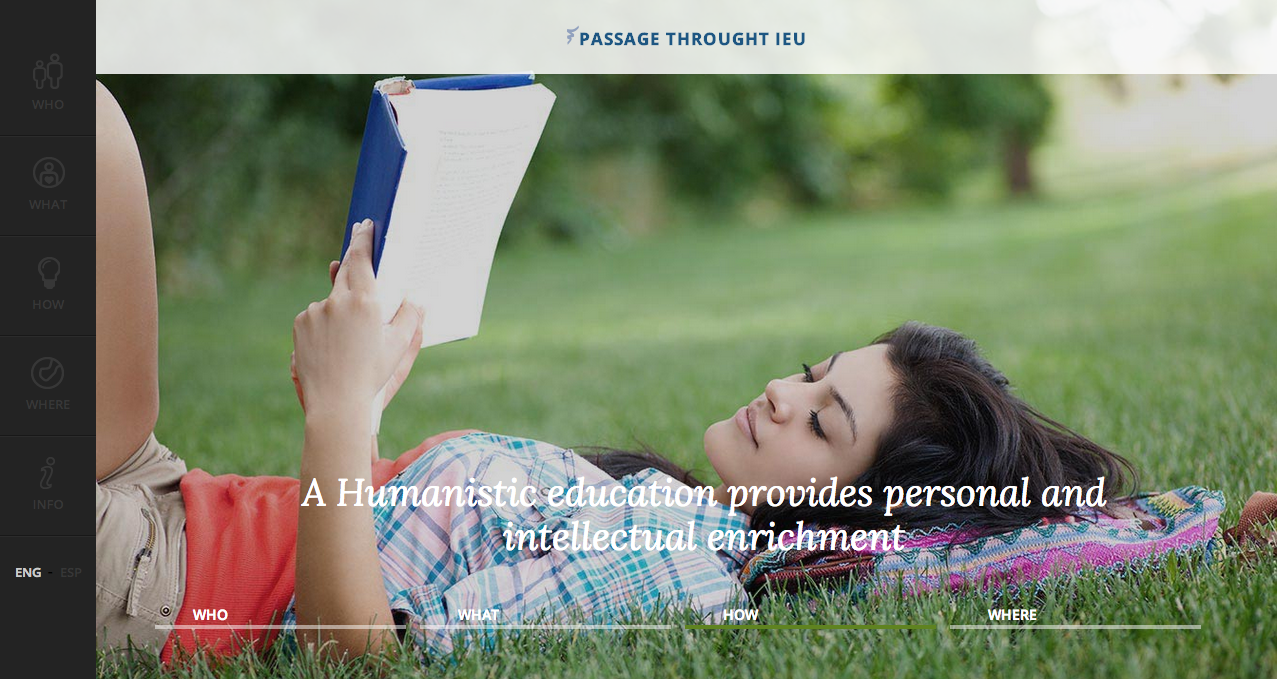 PASSAGE THROUGHT IEU
WHO
WHAT
HOW
WHERE
INFO
ENG - ESP
A Humanistic education provides personal and
intellectual enrichment
WHO WHAT HOW WHERE